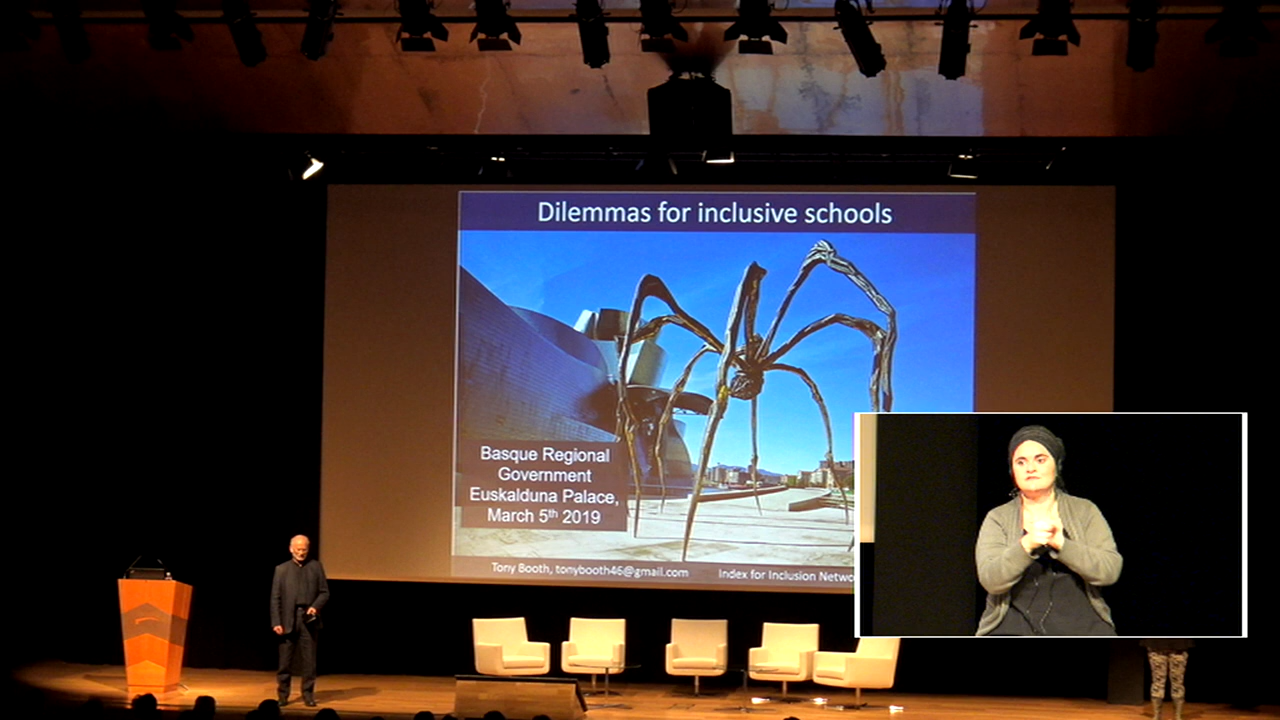 Dilemmas for inclusive schools
Basque Regional
Government
Euskalduna Palace,
March 5th 2019
Tony Booth, tonybooth46@gmail.com
Index for Inclusion